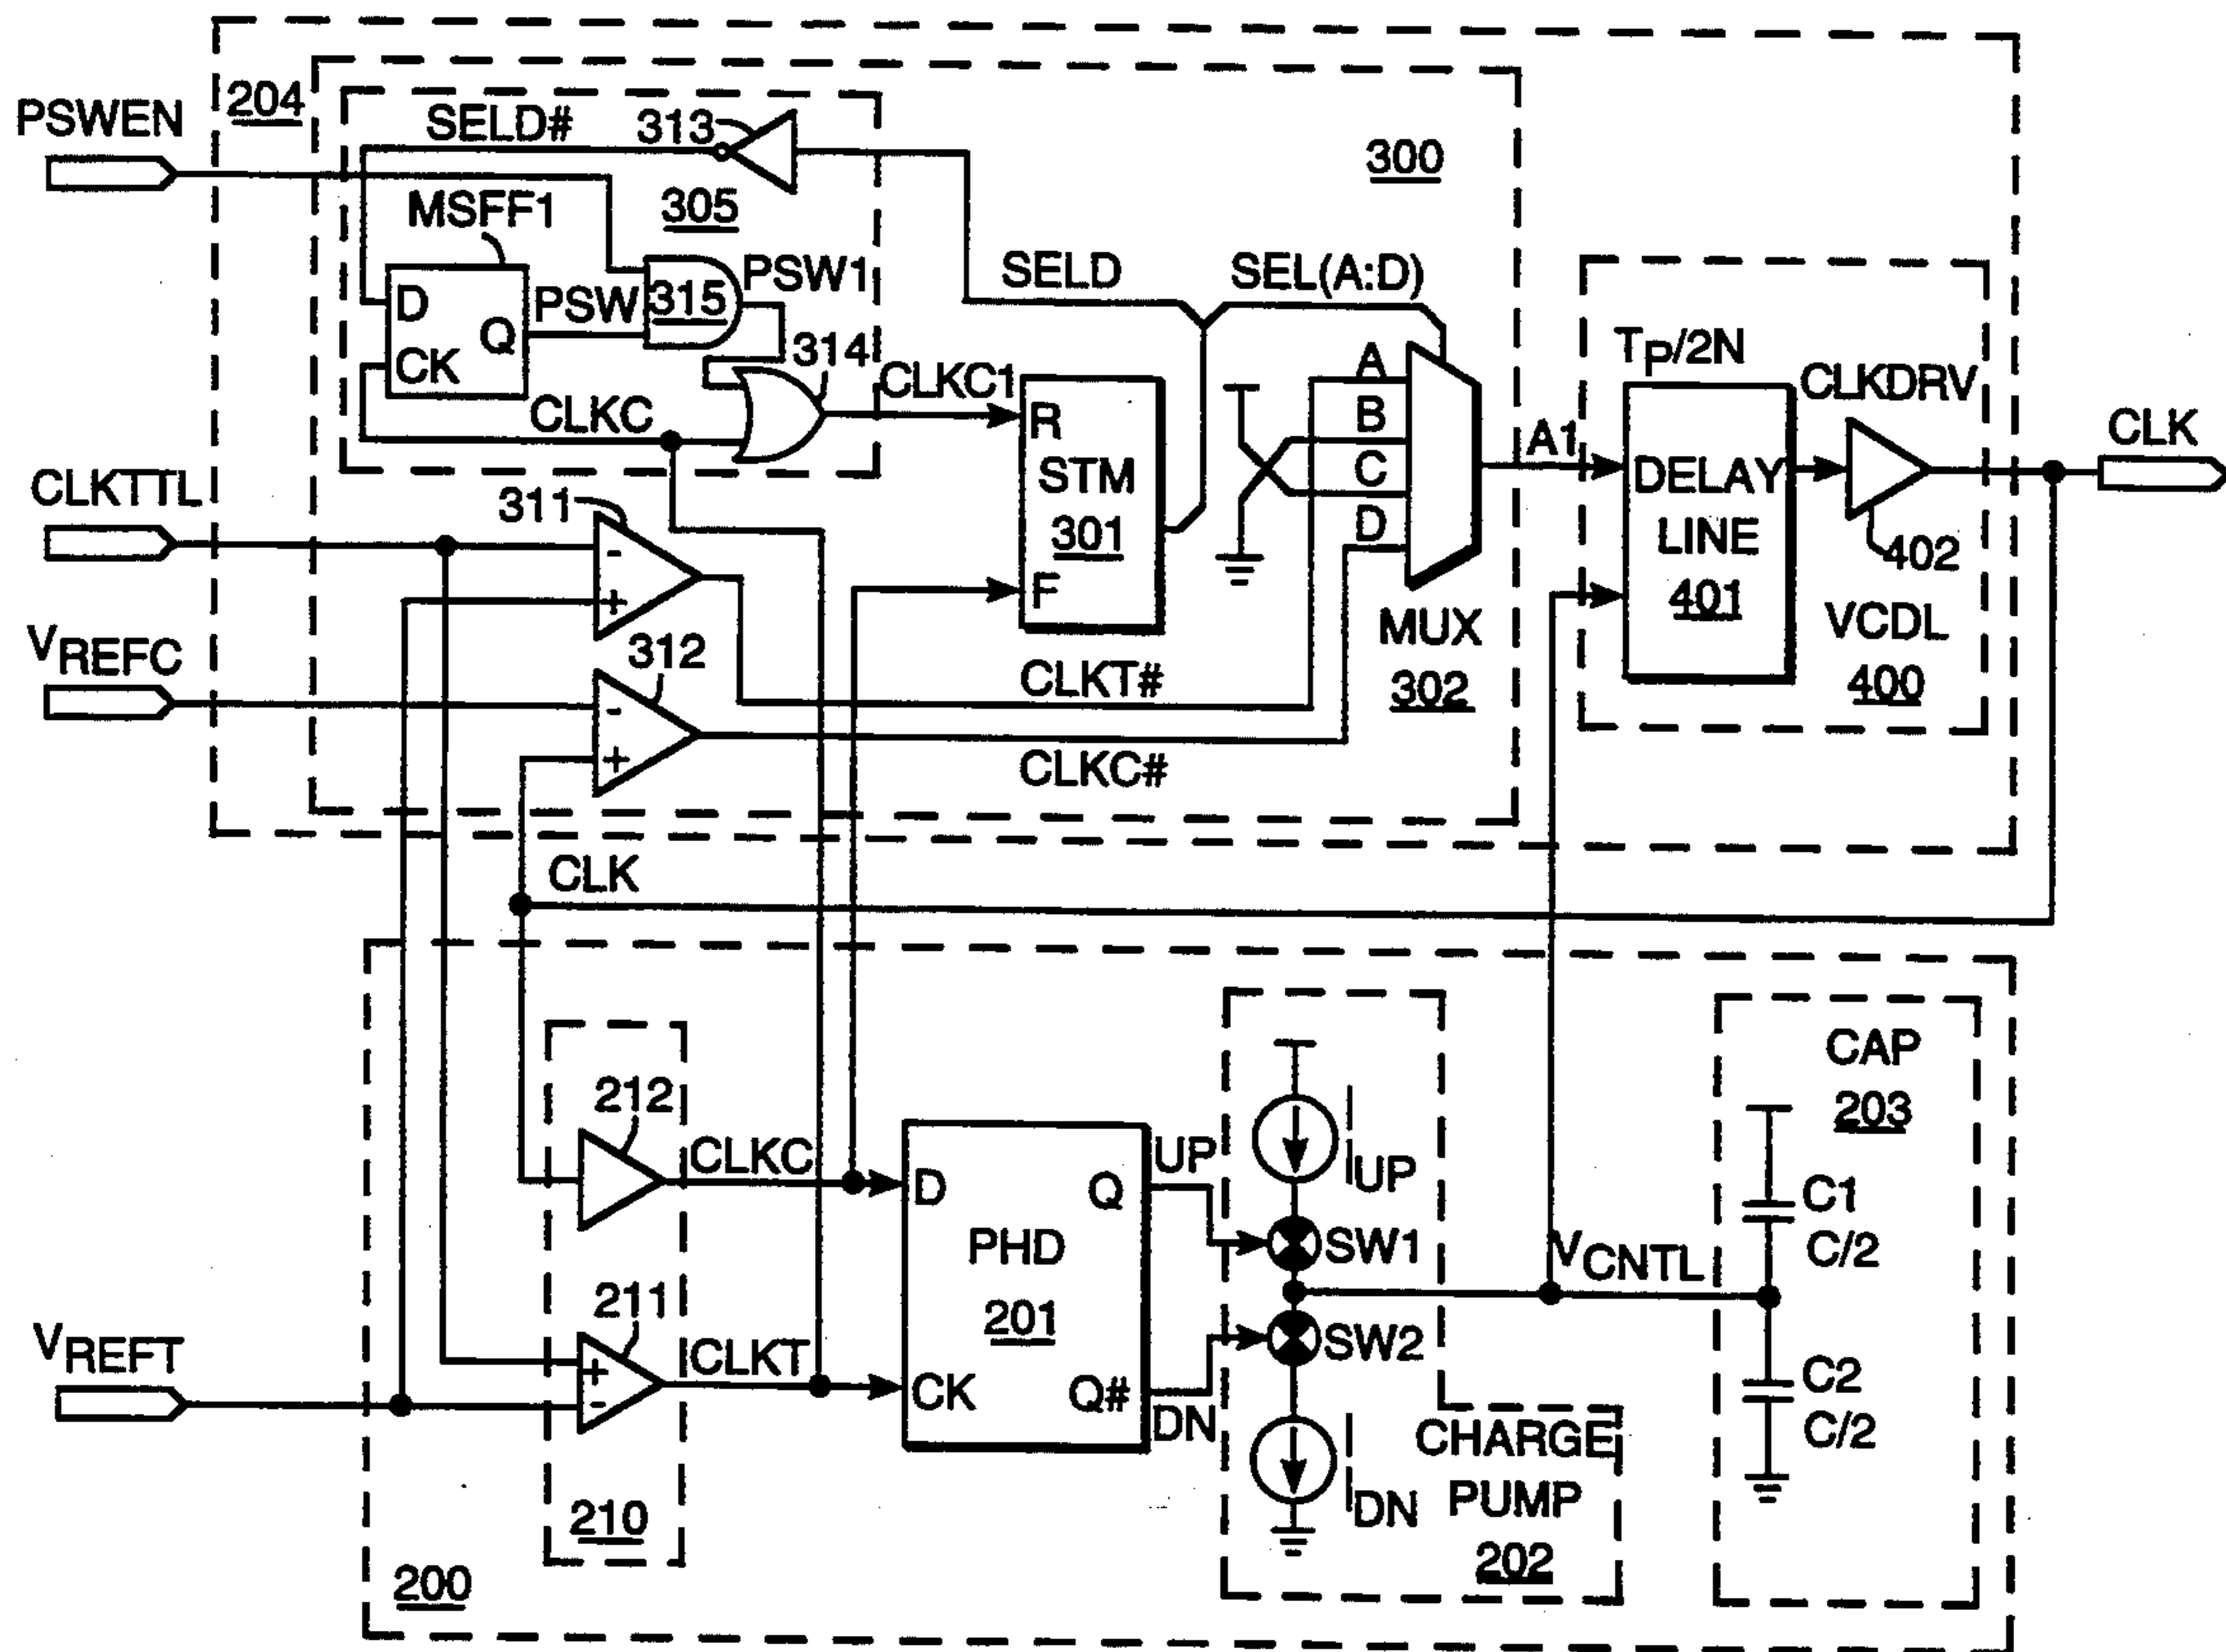 204
PSWEN
SELD#
313
300
MSFF1
305
D
Q
CK
PSW
315
PSW1
314
CLKC
CLKC1
SELD
SEL(A:D)
R
STM
301
F
A
B
C
D
MUX
302
A1
TP/2N
DELAY
LINE
401
CLKDRV
402
VCDL
400
CLK
CLKTTL
311
-
+
VREFC
312
-
+
CLKT#
CLKC#
CLK
212
CLKC
211
+
-
CLKT
210
200
VREFT
D
Q
PHD
201
CK
Q#
UP
DN
IUP
SW1
SW2
IDN
CHARGE
PUMP
202
VCNTL
CAP
203
C1
C/2
C2
C/2